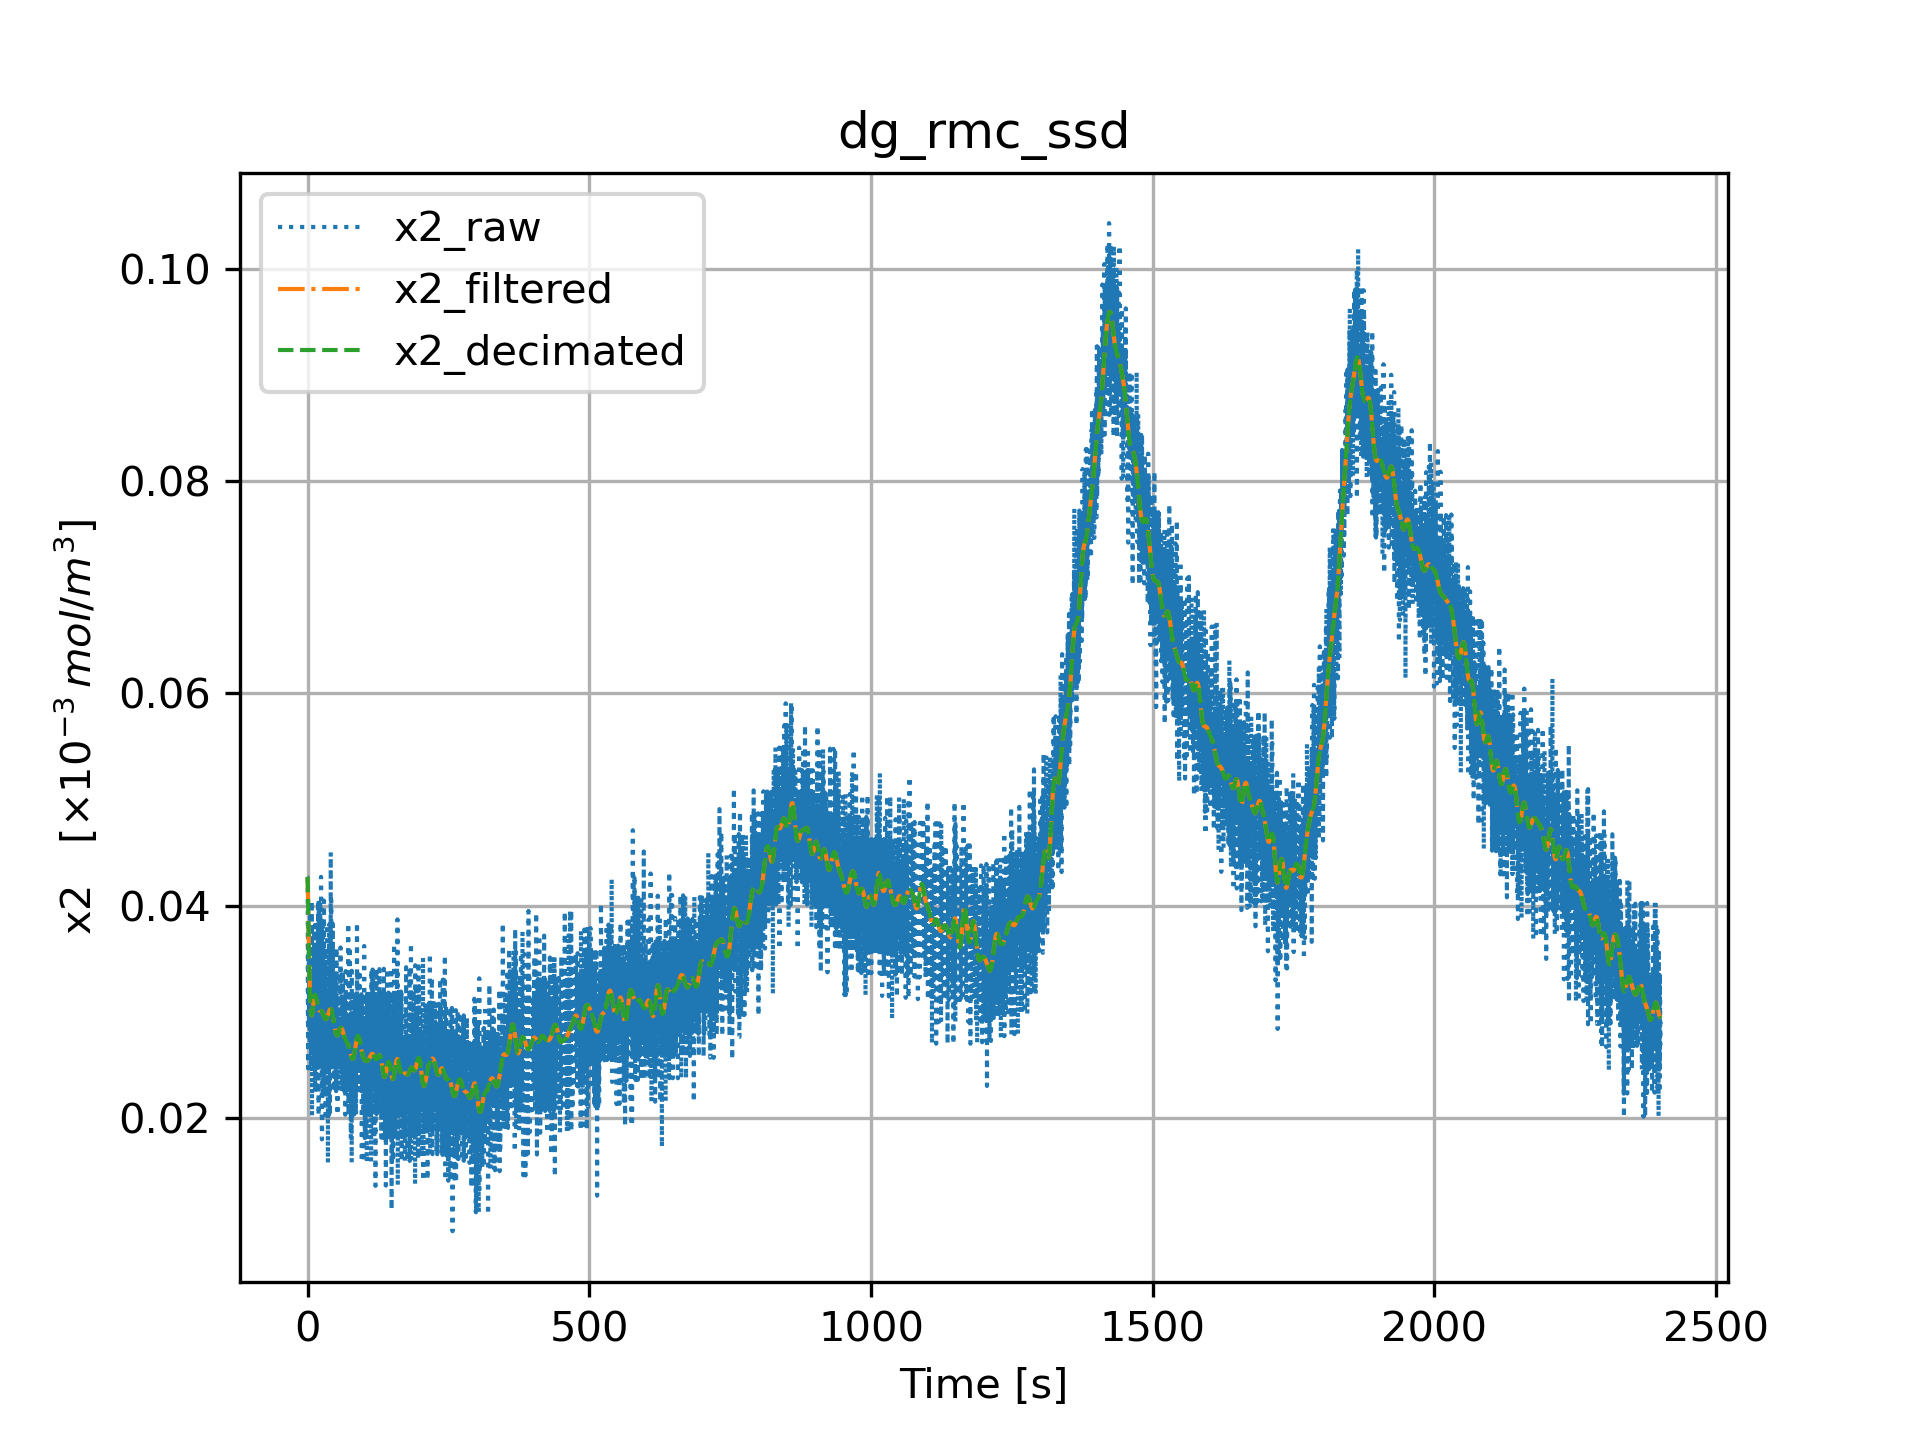 dg_rmc_ssd
x2_raw
x2_filtered
x2_decimated
0.10
0.08
0.06
0.04
0.02
x2 [×10⁻³ mol/m³]
0 500 1000 1500 2000 2500
Time [s]